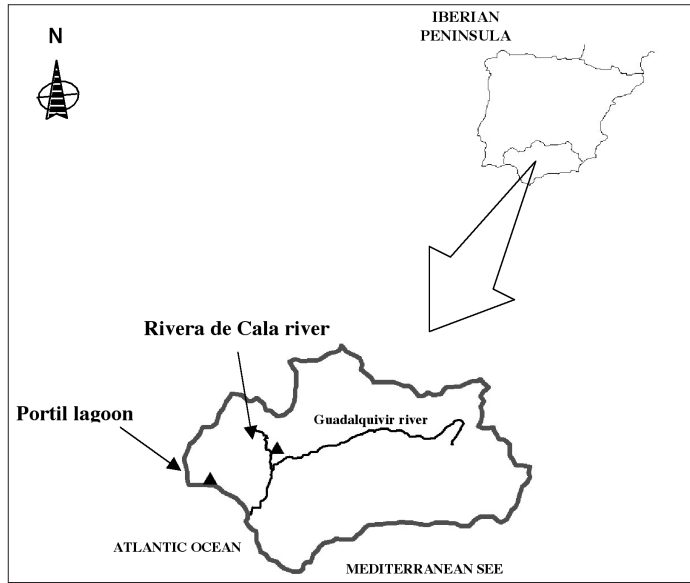 IBERIAN
PENINSULA
N
Rivera de Cala river
Portil lagoon
Guadalquivir river
ATLANTIC OCEAN
MEDITERRANEAN SEE